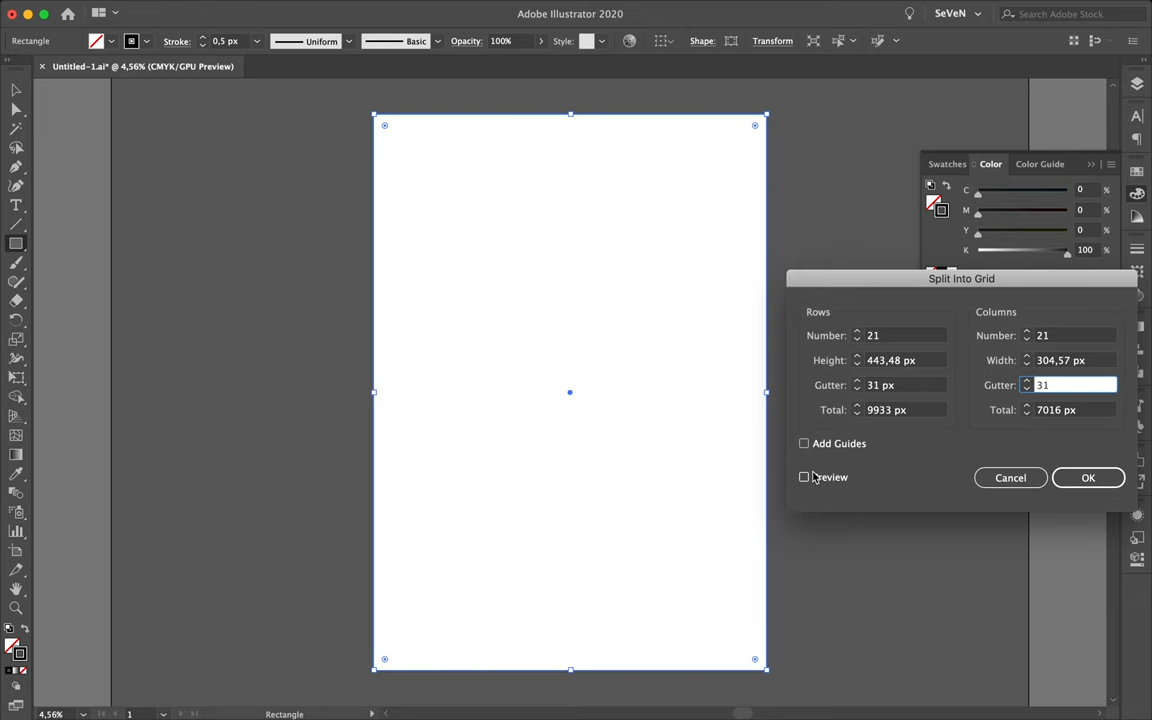 Adobe Illustrator 2020
SeVeN
Search Adobe Stock
Rectangle
Stroke:
0,5 px
Uniform
Basic
Opacity:
100%
Style:
Shape:
Transform
× Untitled-1.ai* @ 4,56% (CMYK/GPU Preview)
Swatches
Color
Color Guide
C
0
%
M
0
%
Y
0
%
K
100
%
Split Into Grid
Rows
Columns
Number:
21
Number:
21
Height:
443,48 px
Width:
304,57 px
Gutter:
31 px
Gutter:
31
Total:
9933 px
Total:
7016 px
Add Guides
Preview
Cancel
OK
4,56%
1
Rectangle